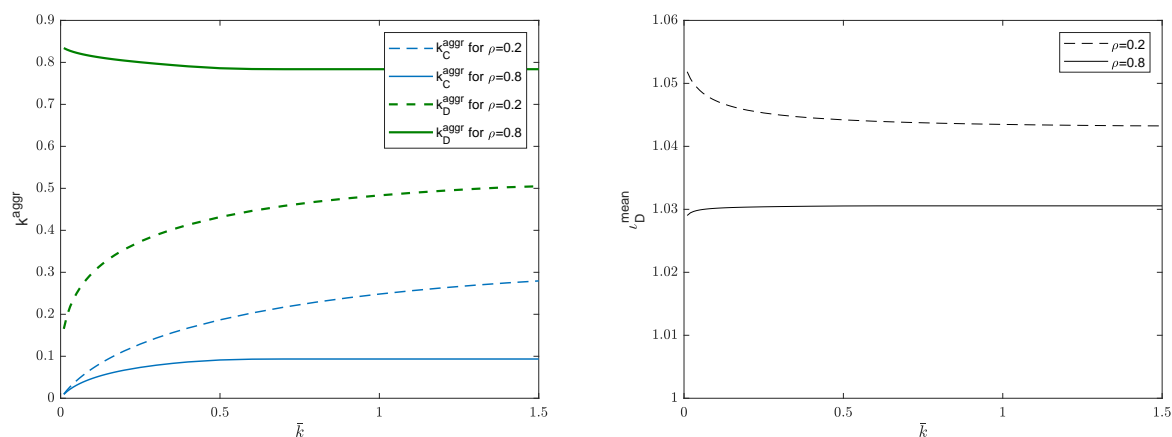 0.9
0.8
0.7
0.6
0.5
0.4
0.3
0.2
0.1
0
k^aggr
0
0.5
1
1.5
k̄
k_C^aggr for ρ=0.2
k_C^aggr for ρ=0.8
k_D^aggr for ρ=0.2
k_D^aggr for ρ=0.8
1.06
1.05
1.04
1.03
1.02
1.01
1
ι_D^mean
0
0.5
1
1.5
k̄
ρ=0.2
ρ=0.8